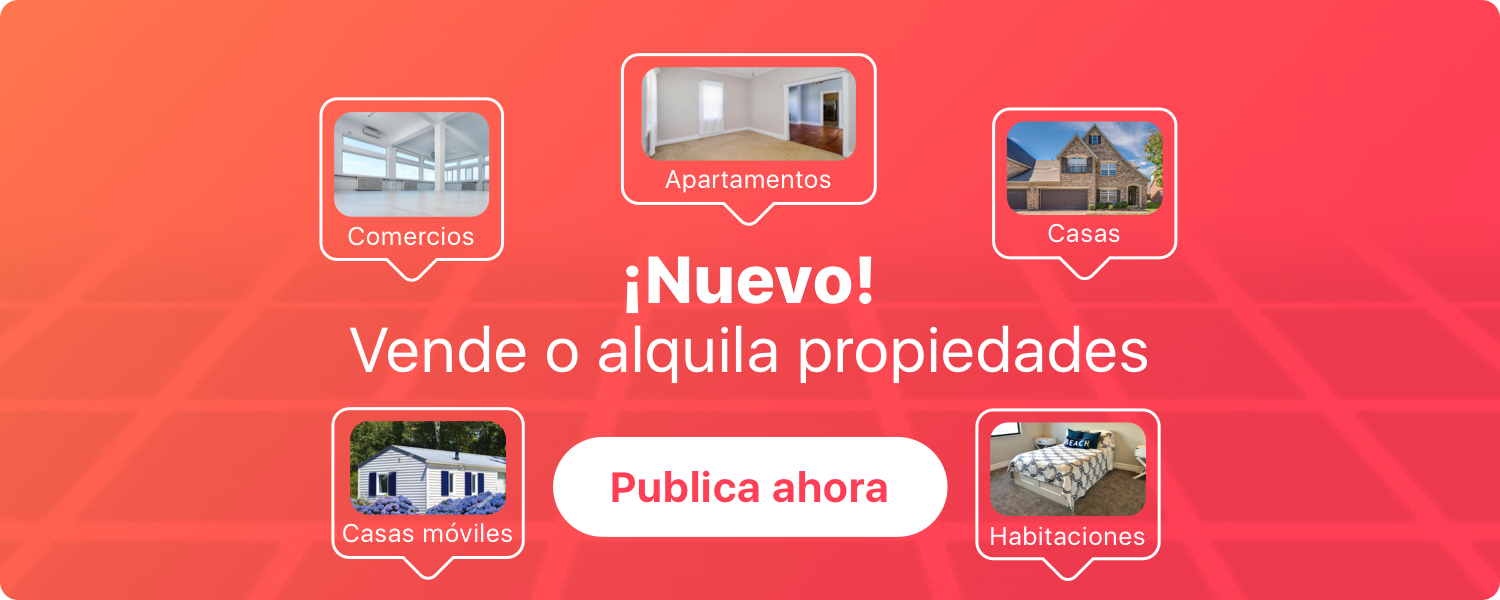 Apartamentos
Comercios
Casas
¡Nuevo!
Vende o alquila propiedades
BEACH
Publica ahora
Casas móviles
Habitaciones